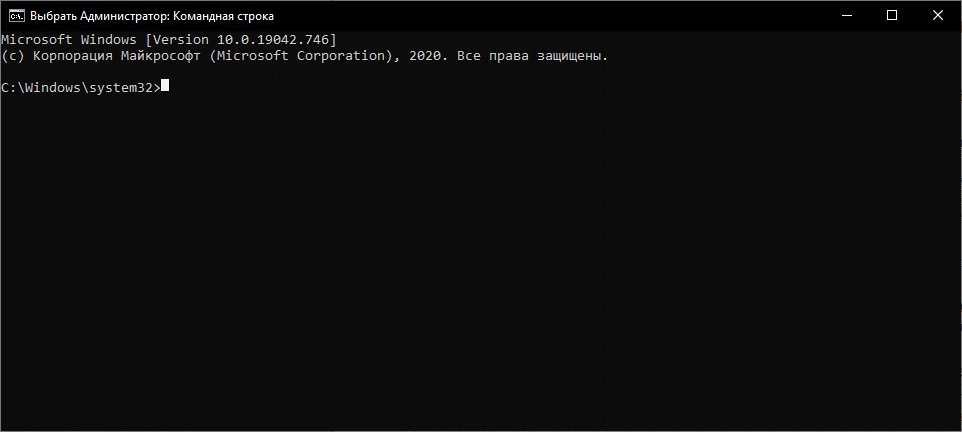 Выбрать Администратор: Командная строка
Microsoft Windows [Version 10.0.19042.746]
(c) Корпорация Майкрософт (Microsoft Corporation), 2020. Все права защищены.
C:\Windows\system32>